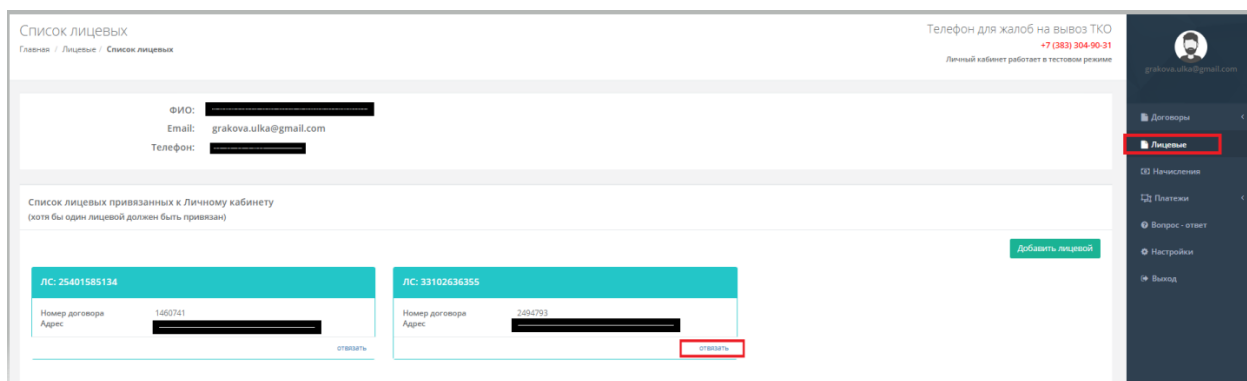 Список лицевых
Главная / Лицевые / Список лицевых
Телефон для жалоб на вывоз ТКО
+7 (383) 304-90-31
Личный кабинет работает в тестовом режиме
grakova.ulka@gmail.com
ФИО:
Email: grakova.ulka@gmail.com
Телефон:
Договоры
Лицевые
Начисления
Платежи
Вопрос - ответ
Настройки
Выход
Список лицевых привязанных к Личному кабинету
(хотя бы один лицевой должен быть привязан)
Добавить лицевой
ЛС: 25401585134
Номер договора 1460741
Адрес
отвязать
ЛС: 33102636355
Номер договора 2494793
Адрес
отвязать